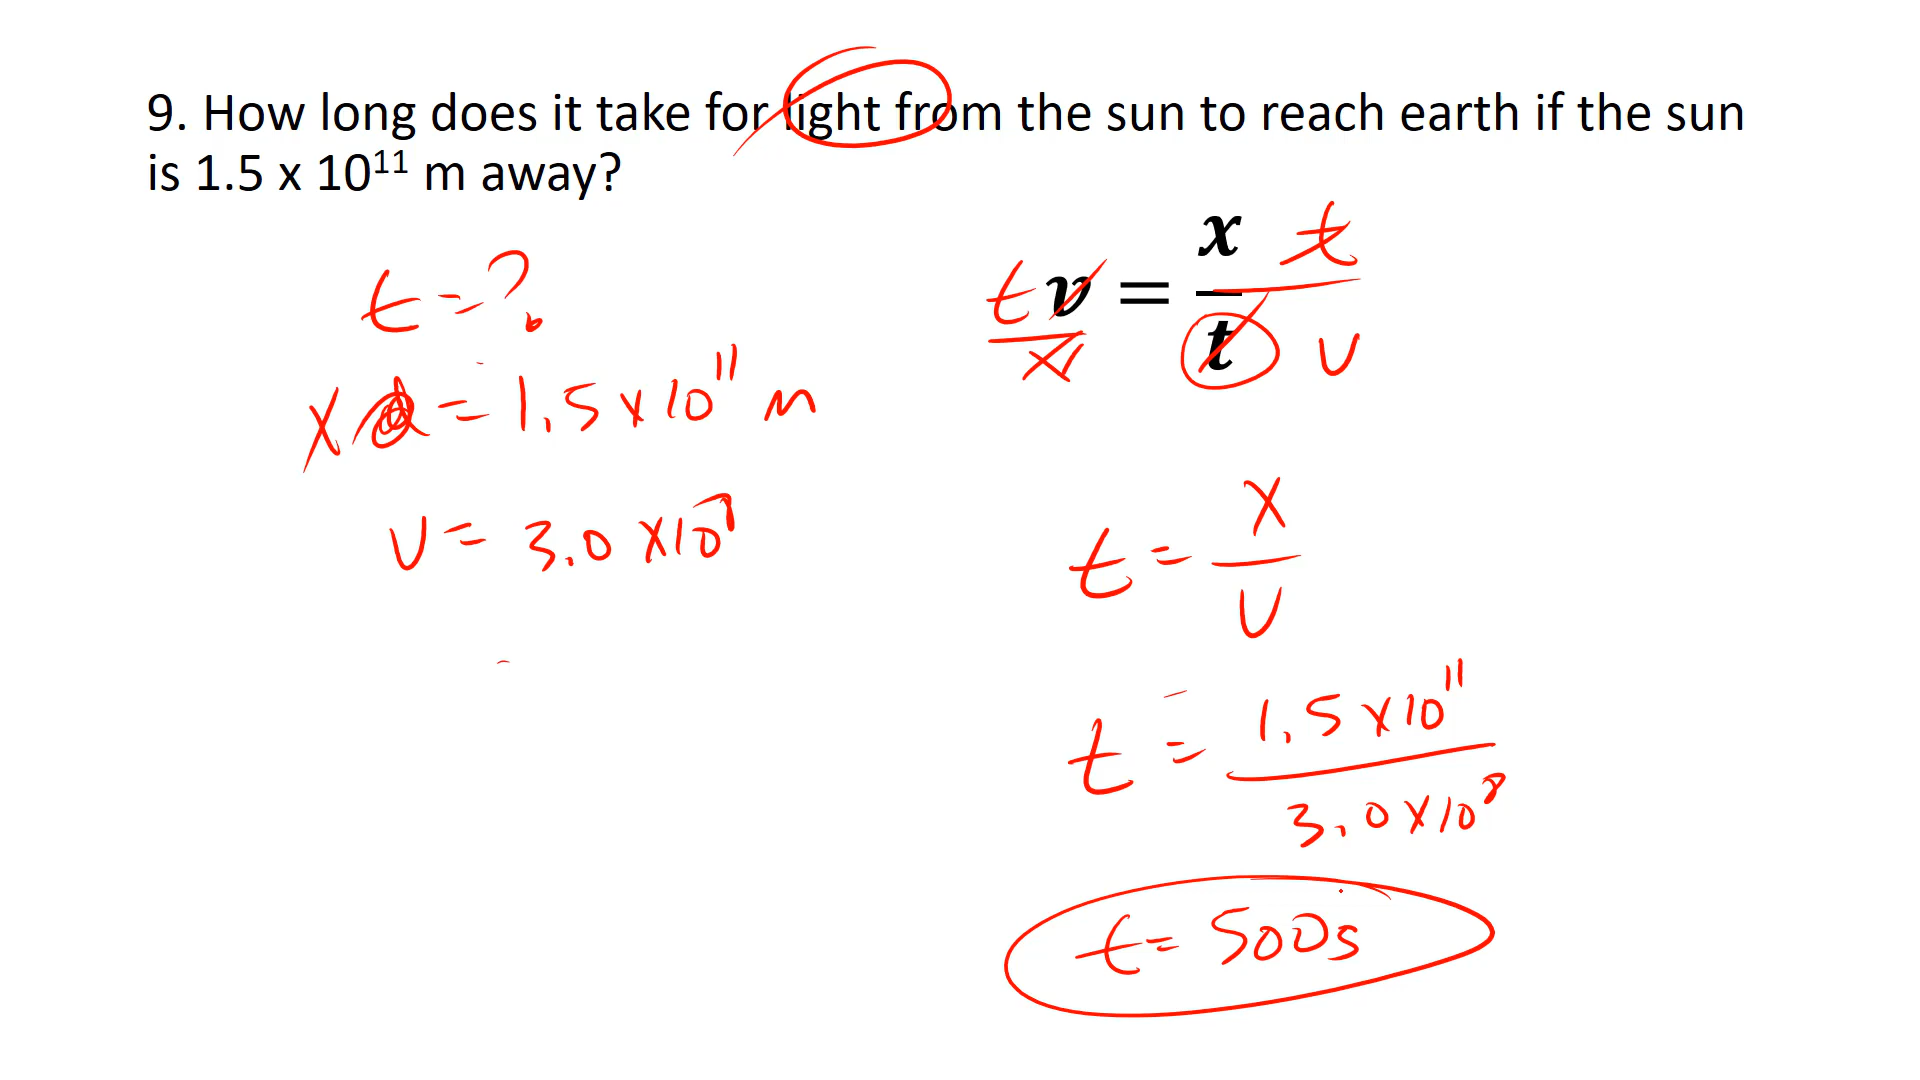 9. How long does it take for light from the sun to reach earth if the sun
is 1.5 x 10¹¹ m away?
t = ?
x = 1.5 x 10¹¹ m
v = 3.0 x 10⁸
t v = x t
x t v
t = x
v
t = 1.5 x 10¹¹
3.0 x 10⁸
t = 500s